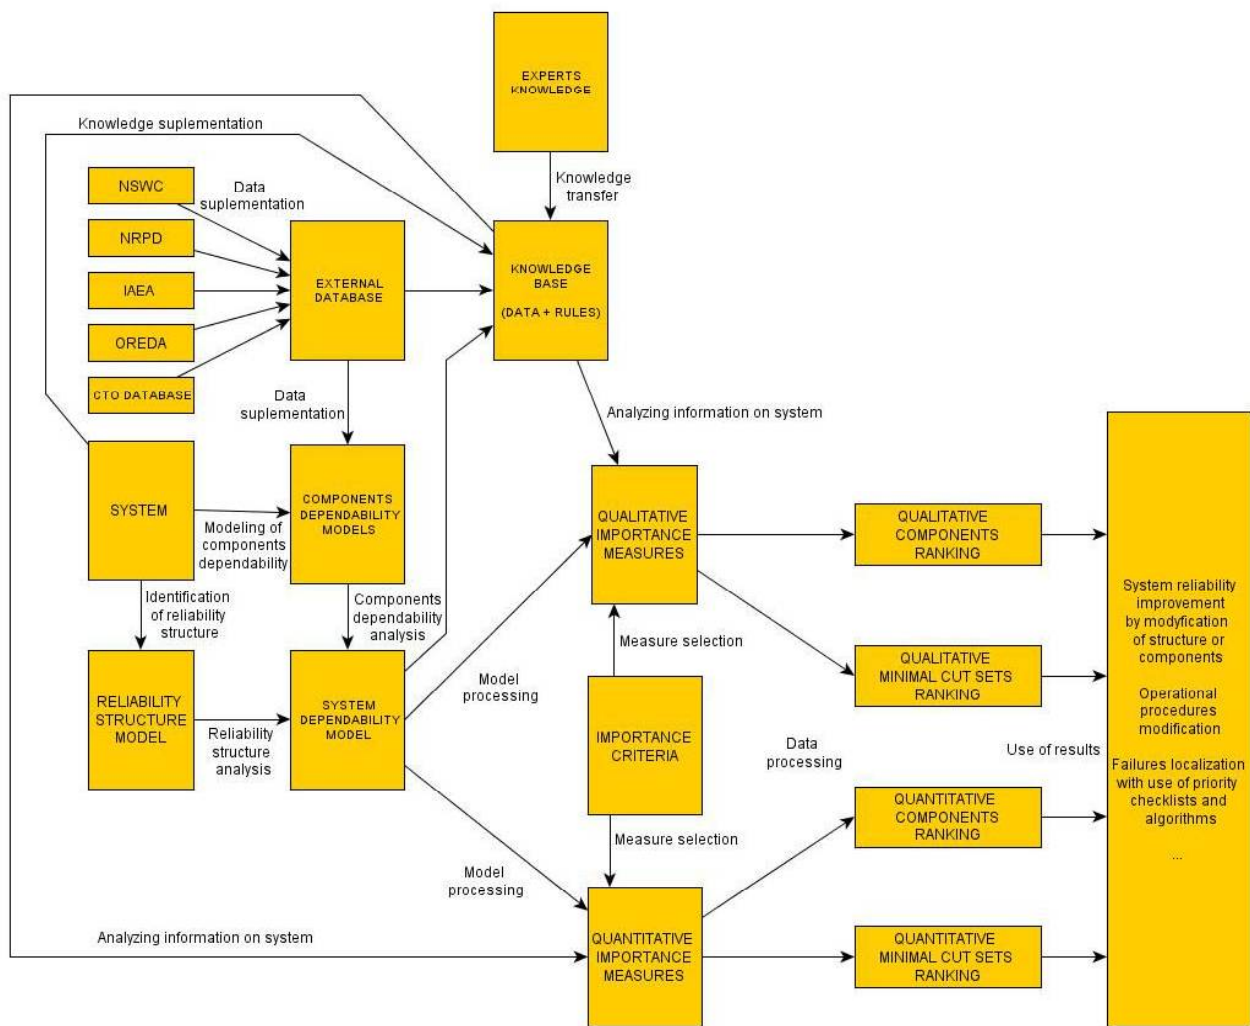 EXPERTS
KNOWLEDGE
Knowledge suplementation
Knowledge
transfer
NSWC
Data
suplementation
NRPD
IAEA
OREDA
CTO DATABASE
EXTERNAL
DATABASE
KNOWLEDGE
BASE
(DATA + RULES)
Data
suplementation
Analyzing information on system
SYSTEM
Modeling of
components
dependability
COMPONENTS
DEPENDABILITY
MODELS
QUALITATIVE
IMPORTANCE
MEASURES
QUALITATIVE
COMPONENTS
RANKING
Identification
of reliability
structure
Components
dependability
analysis
Measure selection
QUALITATIVE
MINIMAL CUT SETS
RANKING
RELIABILITY
STRUCTURE
MODEL
Reliability
structure
analysis
SYSTEM
DEPENDABILITY
MODEL
Model
processing
IMPORTANCE
CRITERIA
Data
processing
Use of results
System reliability
improvement
by modyfication
of structure or
components
Operational
procedures
modification
Failures localization
with use of priority
checklists and
algorithms
...
QUANTITATIVE
COMPONENTS
RANKING
Measure selection
Model
processing
Analyzing information on system
QUANTITATIVE
IMPORTANCE
MEASURES
QUANTITATIVE
MINIMAL CUT SETS
RANKING